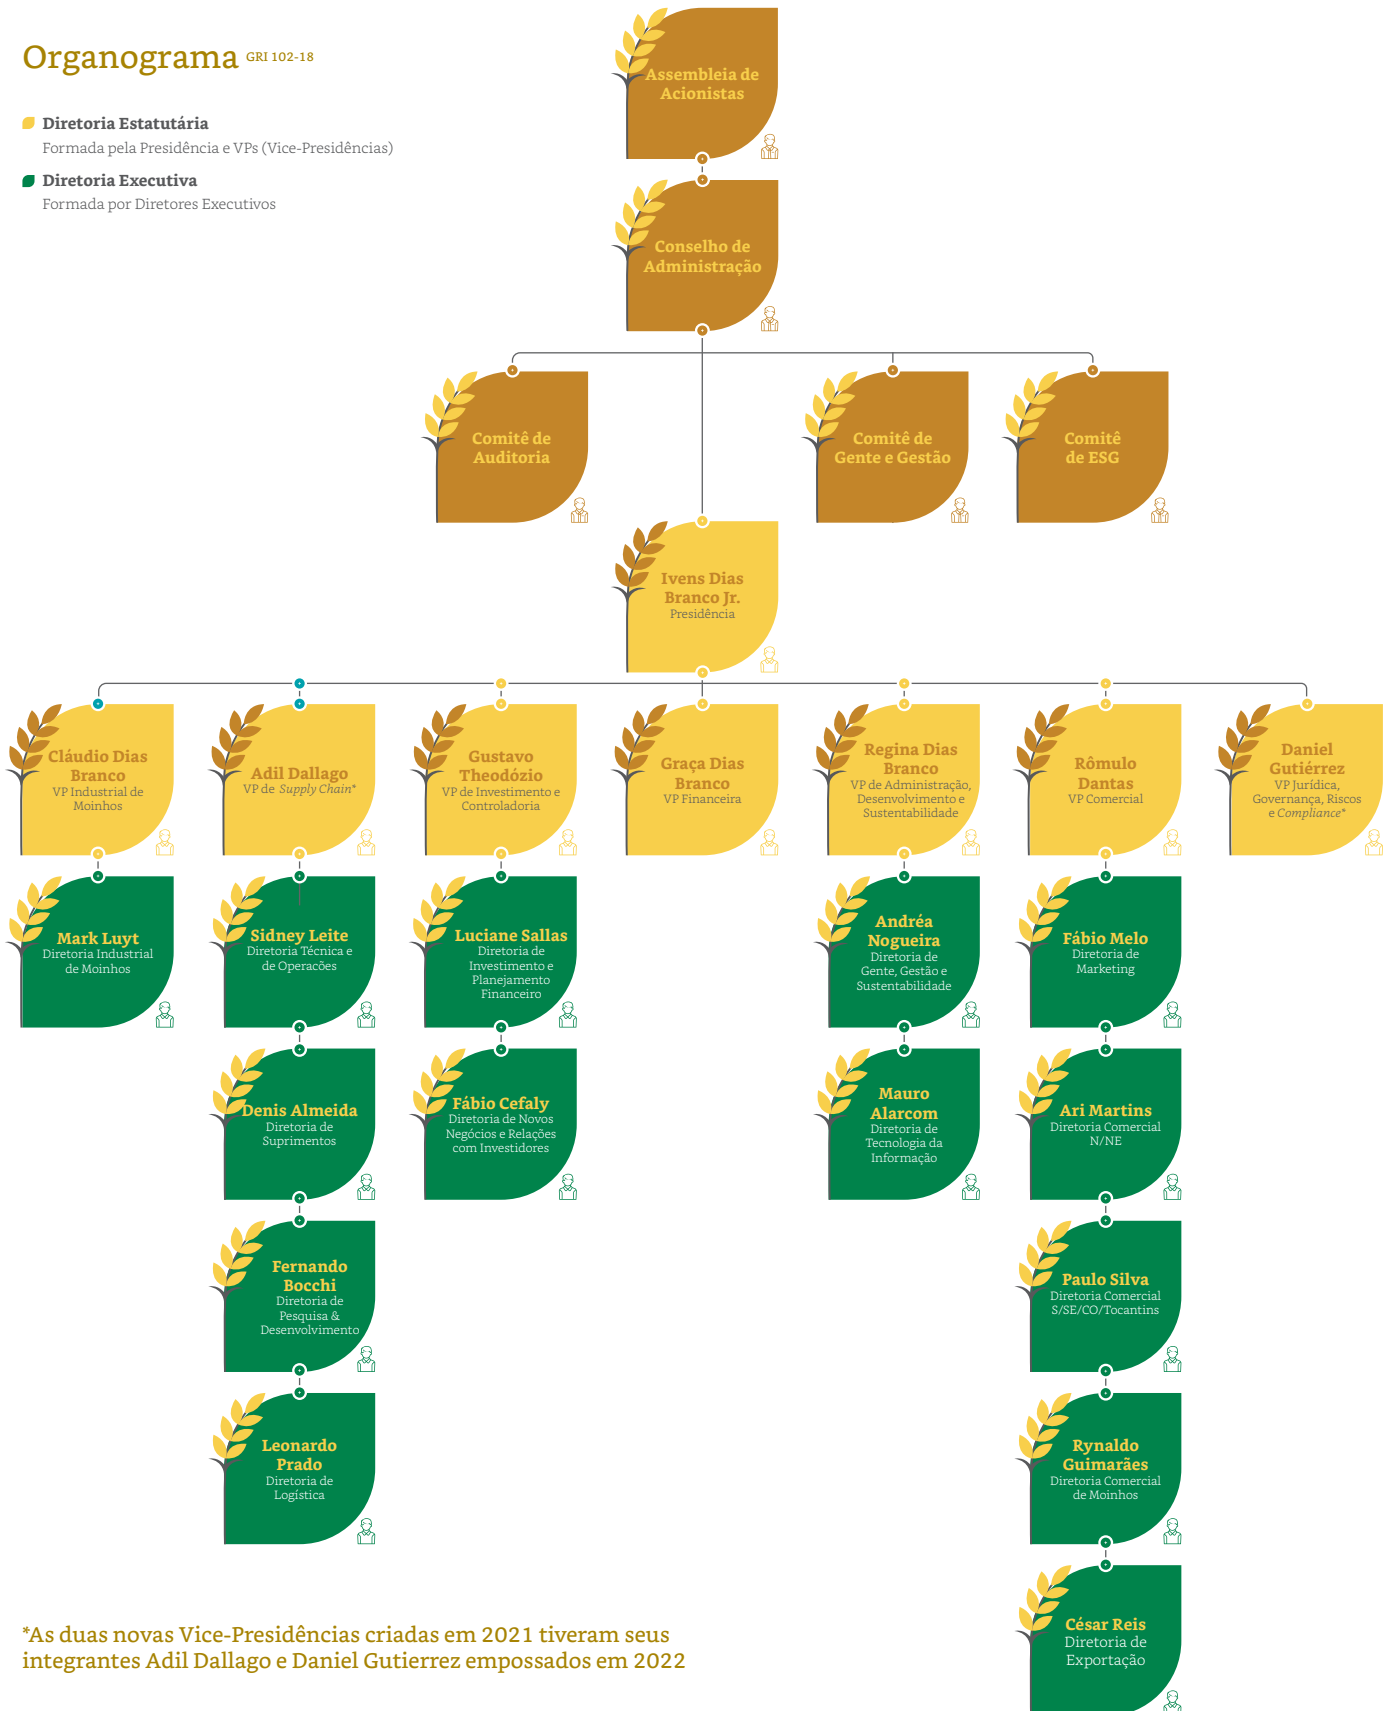 Organograma GRI 102-18
Diretoria Estatutária
Formada pela Presidência e VPs (Vice-Presidências)
Diretoria Executiva
Formada por Diretores Executivos
Assembleia de
Acionistas
Conselho de
Administração
Comitê de
Auditoria
Comitê de
Gente e Gestão
Comitê
de ESG
Ivens Dias
Branco Jr.
Presidência
Cláudio Dias
Branco
VP Industrial de
Moinhos
Adil Dallago
VP de Supply Chain*
Gustavo
Theodózio
VP de Investimento e
Controladoria
Graça Dias
Branco
VP Financeira
Regina Dias
Branco
VP de Administração,
Desenvolvimento e
Sustentabilidade
Rômulo
Dantas
VP Comercial
Daniel
Gutiérrez
VP Jurídica,
Governança, Riscos
e Compliance*
Mark Luyt
Diretoria Industrial
de Moinhos
Sidney Leite
Diretoria Técnica e
de Operacões
Luciane Sallas
Diretoria de
Investimento e
Planejamento
Financeiro
Andréa
Nogueira
Diretoria de
Gente, Gestão e
Sustentabilidade
Fábio Melo
Diretoria de
Marketing
Denis Almeida
Diretoria de
Suprimentos
Fábio Cefaly
Diretoria de Novos
Negócios e Relações
com Investidores
Mauro
Alarcom
Diretoria de
Tecnologia da
Informação
Ari Martins
Diretoria Comercial
N/NE
Fernando
Bocchi
Diretoria de
Pesquisa &
Desenvolvimento
Paulo Silva
Diretoria Comercial
S/SE/CO/Tocantins
Leonardo
Prado
Diretoria de
Logística
Rynaldo
Guimarães
Diretoria Comercial
de Moinhos
César Reis
Diretoria de
Exportação
*As duas novas Vice-Presidências criadas em 2021 tiveram seus
integrantes Adil Dallago e Daniel Gutierrez empossados em 2022